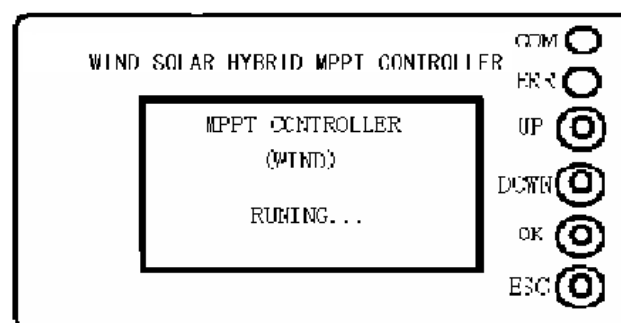 WIND SOLAR HYBRID MPPT CONTROLLER
MPPT CONTROLLER
(WIND)
RUNING...
COM
ERR
UP
DOWN
OK
ESC